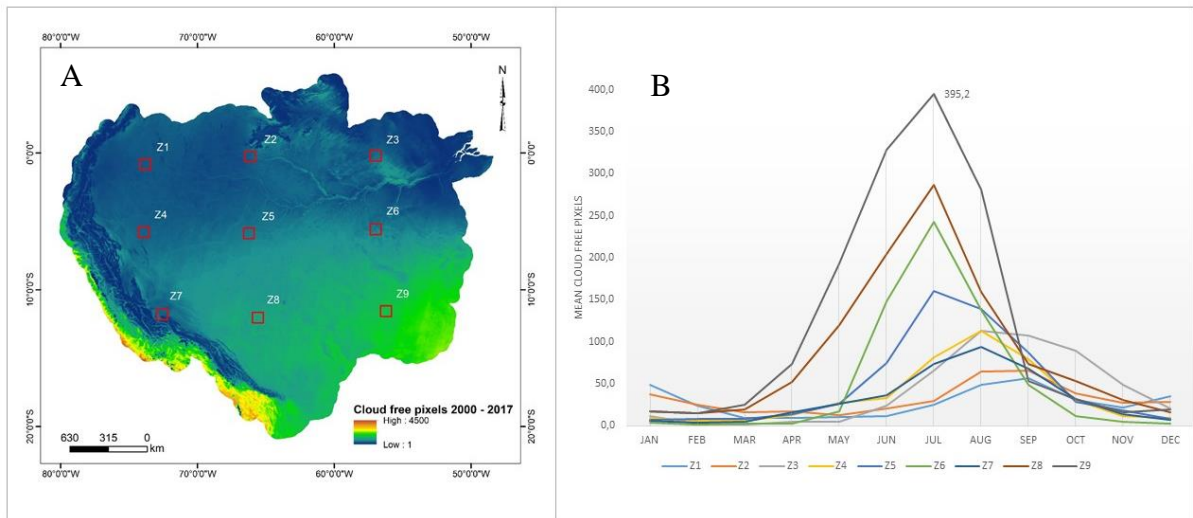 80°0'0"W 70°0'0"W 60°0'0"W 50°0'0"W
A
N
Z1 Z2 Z3
0°0'0" 0°0'0"
Z4 Z5 Z6
10°0'0"S 10°0'0"S
Z7 Z8 Z9
20°0'0"S 20°0'0"S
Cloud free pixels 2000 - 2017
High : 4500
Low : 1
630 315 0
km
80°0'0"W 70°0'0"W 60°0'0"W 50°0'0"W
B
MEAN CLOUD FREE PIXELS
400,0
350,0
300,0
250,0
200,0
150,0
100,0
50,0
0,0
395,2
JAN FEB MAR APR MAY JUN JUL AUG SEP OCT NOV DEC
Z1 Z2 Z3 Z4 Z5 Z6 Z7 Z8 Z9